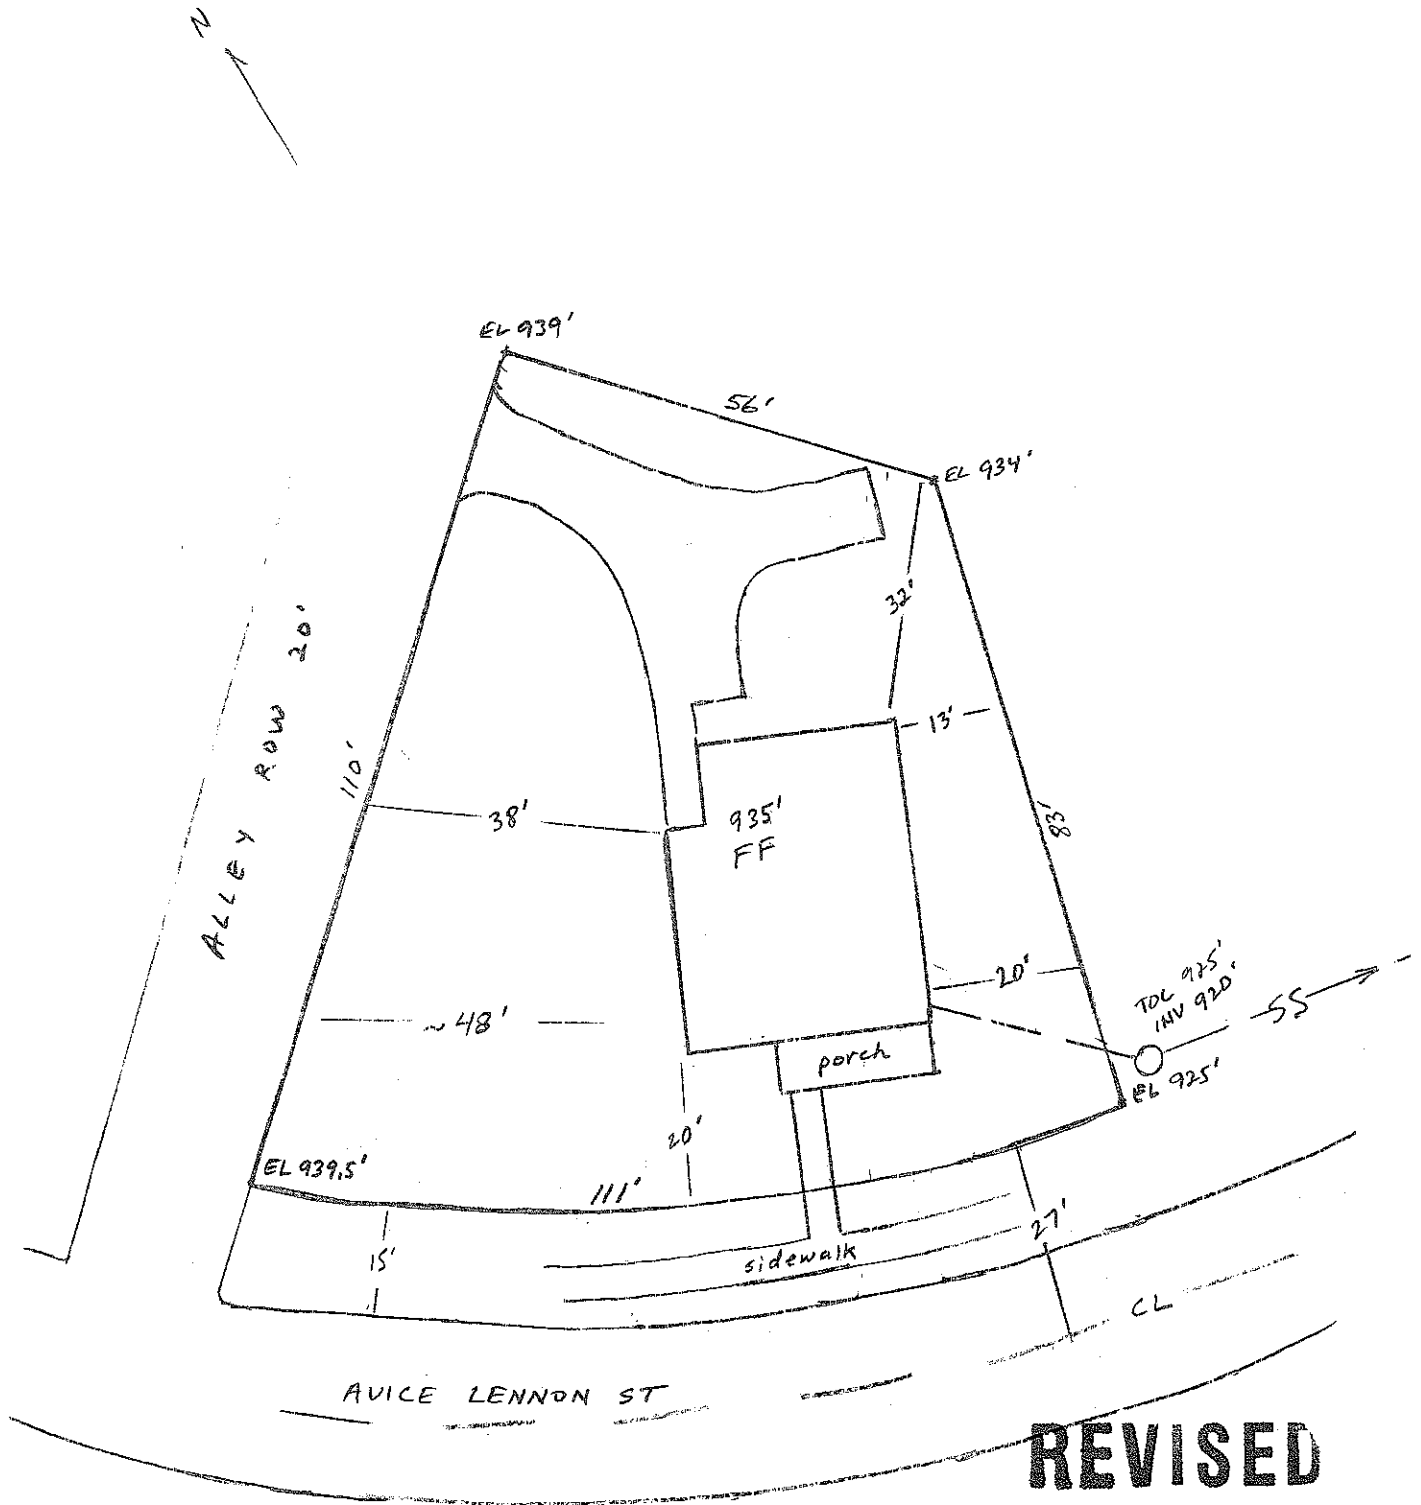 N
EL 939'
56'
EL 934'
32'
13'
ALLEY ROW 20'
110'
38'
935'
FF
83'
20'
~48'
TOC 925'
INV 920'
SS
porch
EL 925'
20'
EL 939.5'
111'
15'
27'
sidewalk
CL
AVICE LENNON ST
REVISED